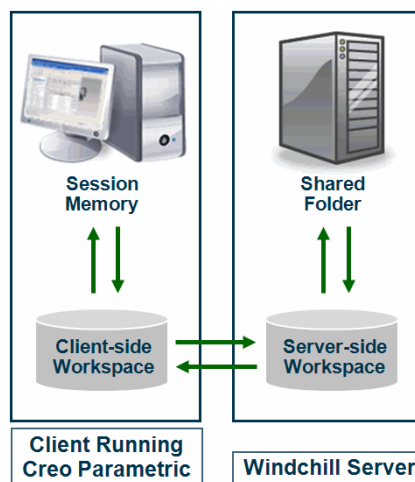 Session
Memory
Shared
Folder
Client-side
Workspace
Server-side
Workspace
Client Running
Creo Parametric
Windchill Server